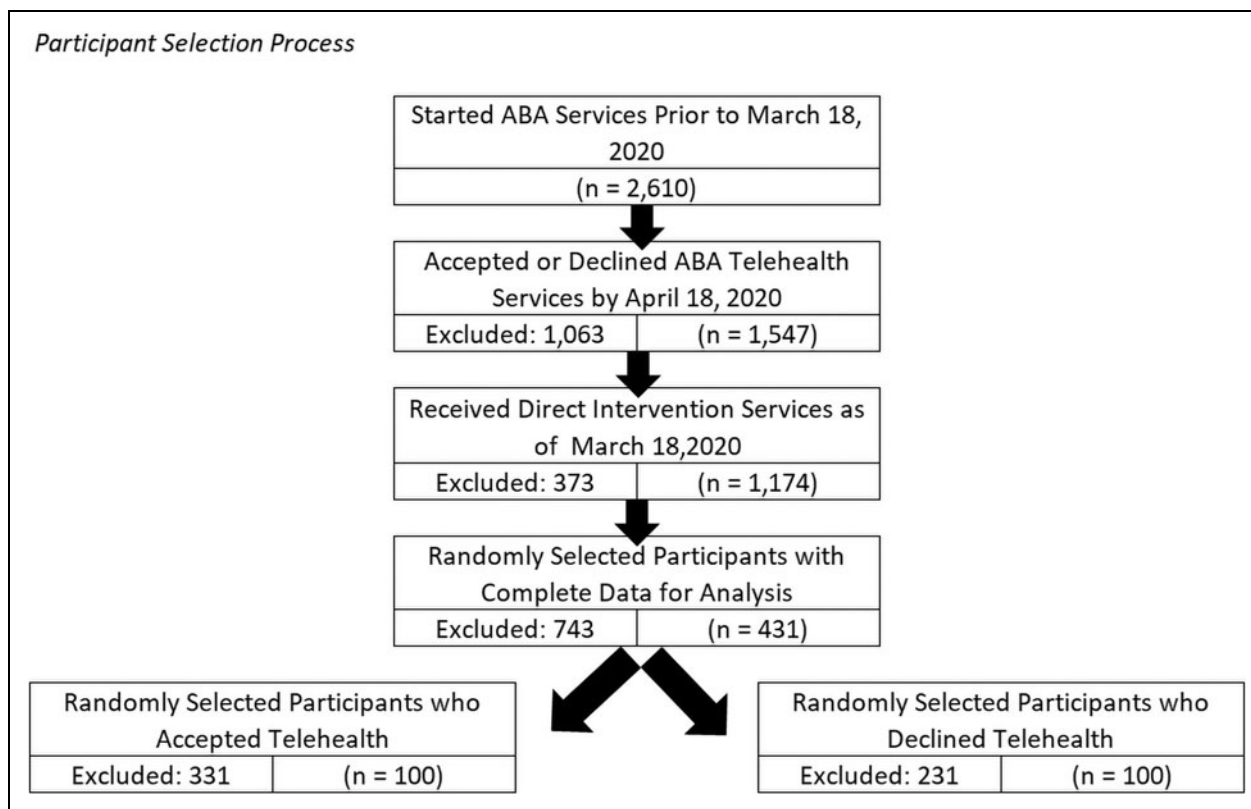 Participant Selection Process
Started ABA Services Prior to March 18,
2020
(n = 2,610)
Accepted or Declined ABA Telehealth
Services by April 18, 2020
Excluded: 1,063 (n = 1,547)
Received Direct Intervention Services as
of March 18,2020
Excluded: 373 (n = 1,174)
Randomly Selected Participants with
Complete Data for Analysis
Excluded: 743 (n = 431)
Randomly Selected Participants who
Accepted Telehealth
Excluded: 331 (n = 100)
Randomly Selected Participants who
Declined Telehealth
Excluded: 231 (n = 100)